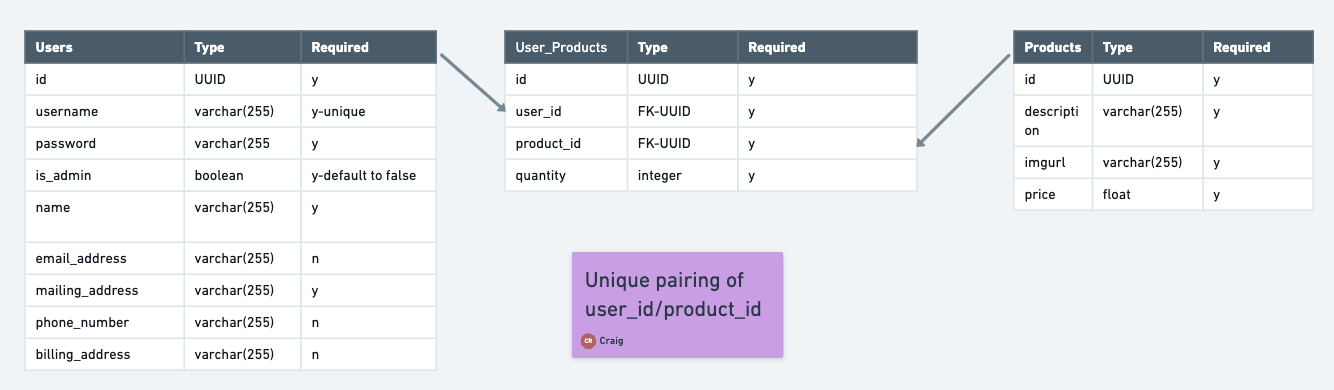 Users Type Required
id UUID y
username varchar(255) y-unique
password varchar(255 y
is_admin boolean y-default to false
name varchar(255) y
email_address varchar(255) n
mailing_address varchar(255) y
phone_number varchar(255) n
billing_address varchar(255) n
User_Products Type Required
id UUID y
user_id FK-UUID y
product_id FK-UUID y
quantity integer y
Products Type Required
id UUID y
descripti varchar(255) y
on
imgurl varchar(255) y
price float y
Unique pairing of
user_id/product_id
CR Craig